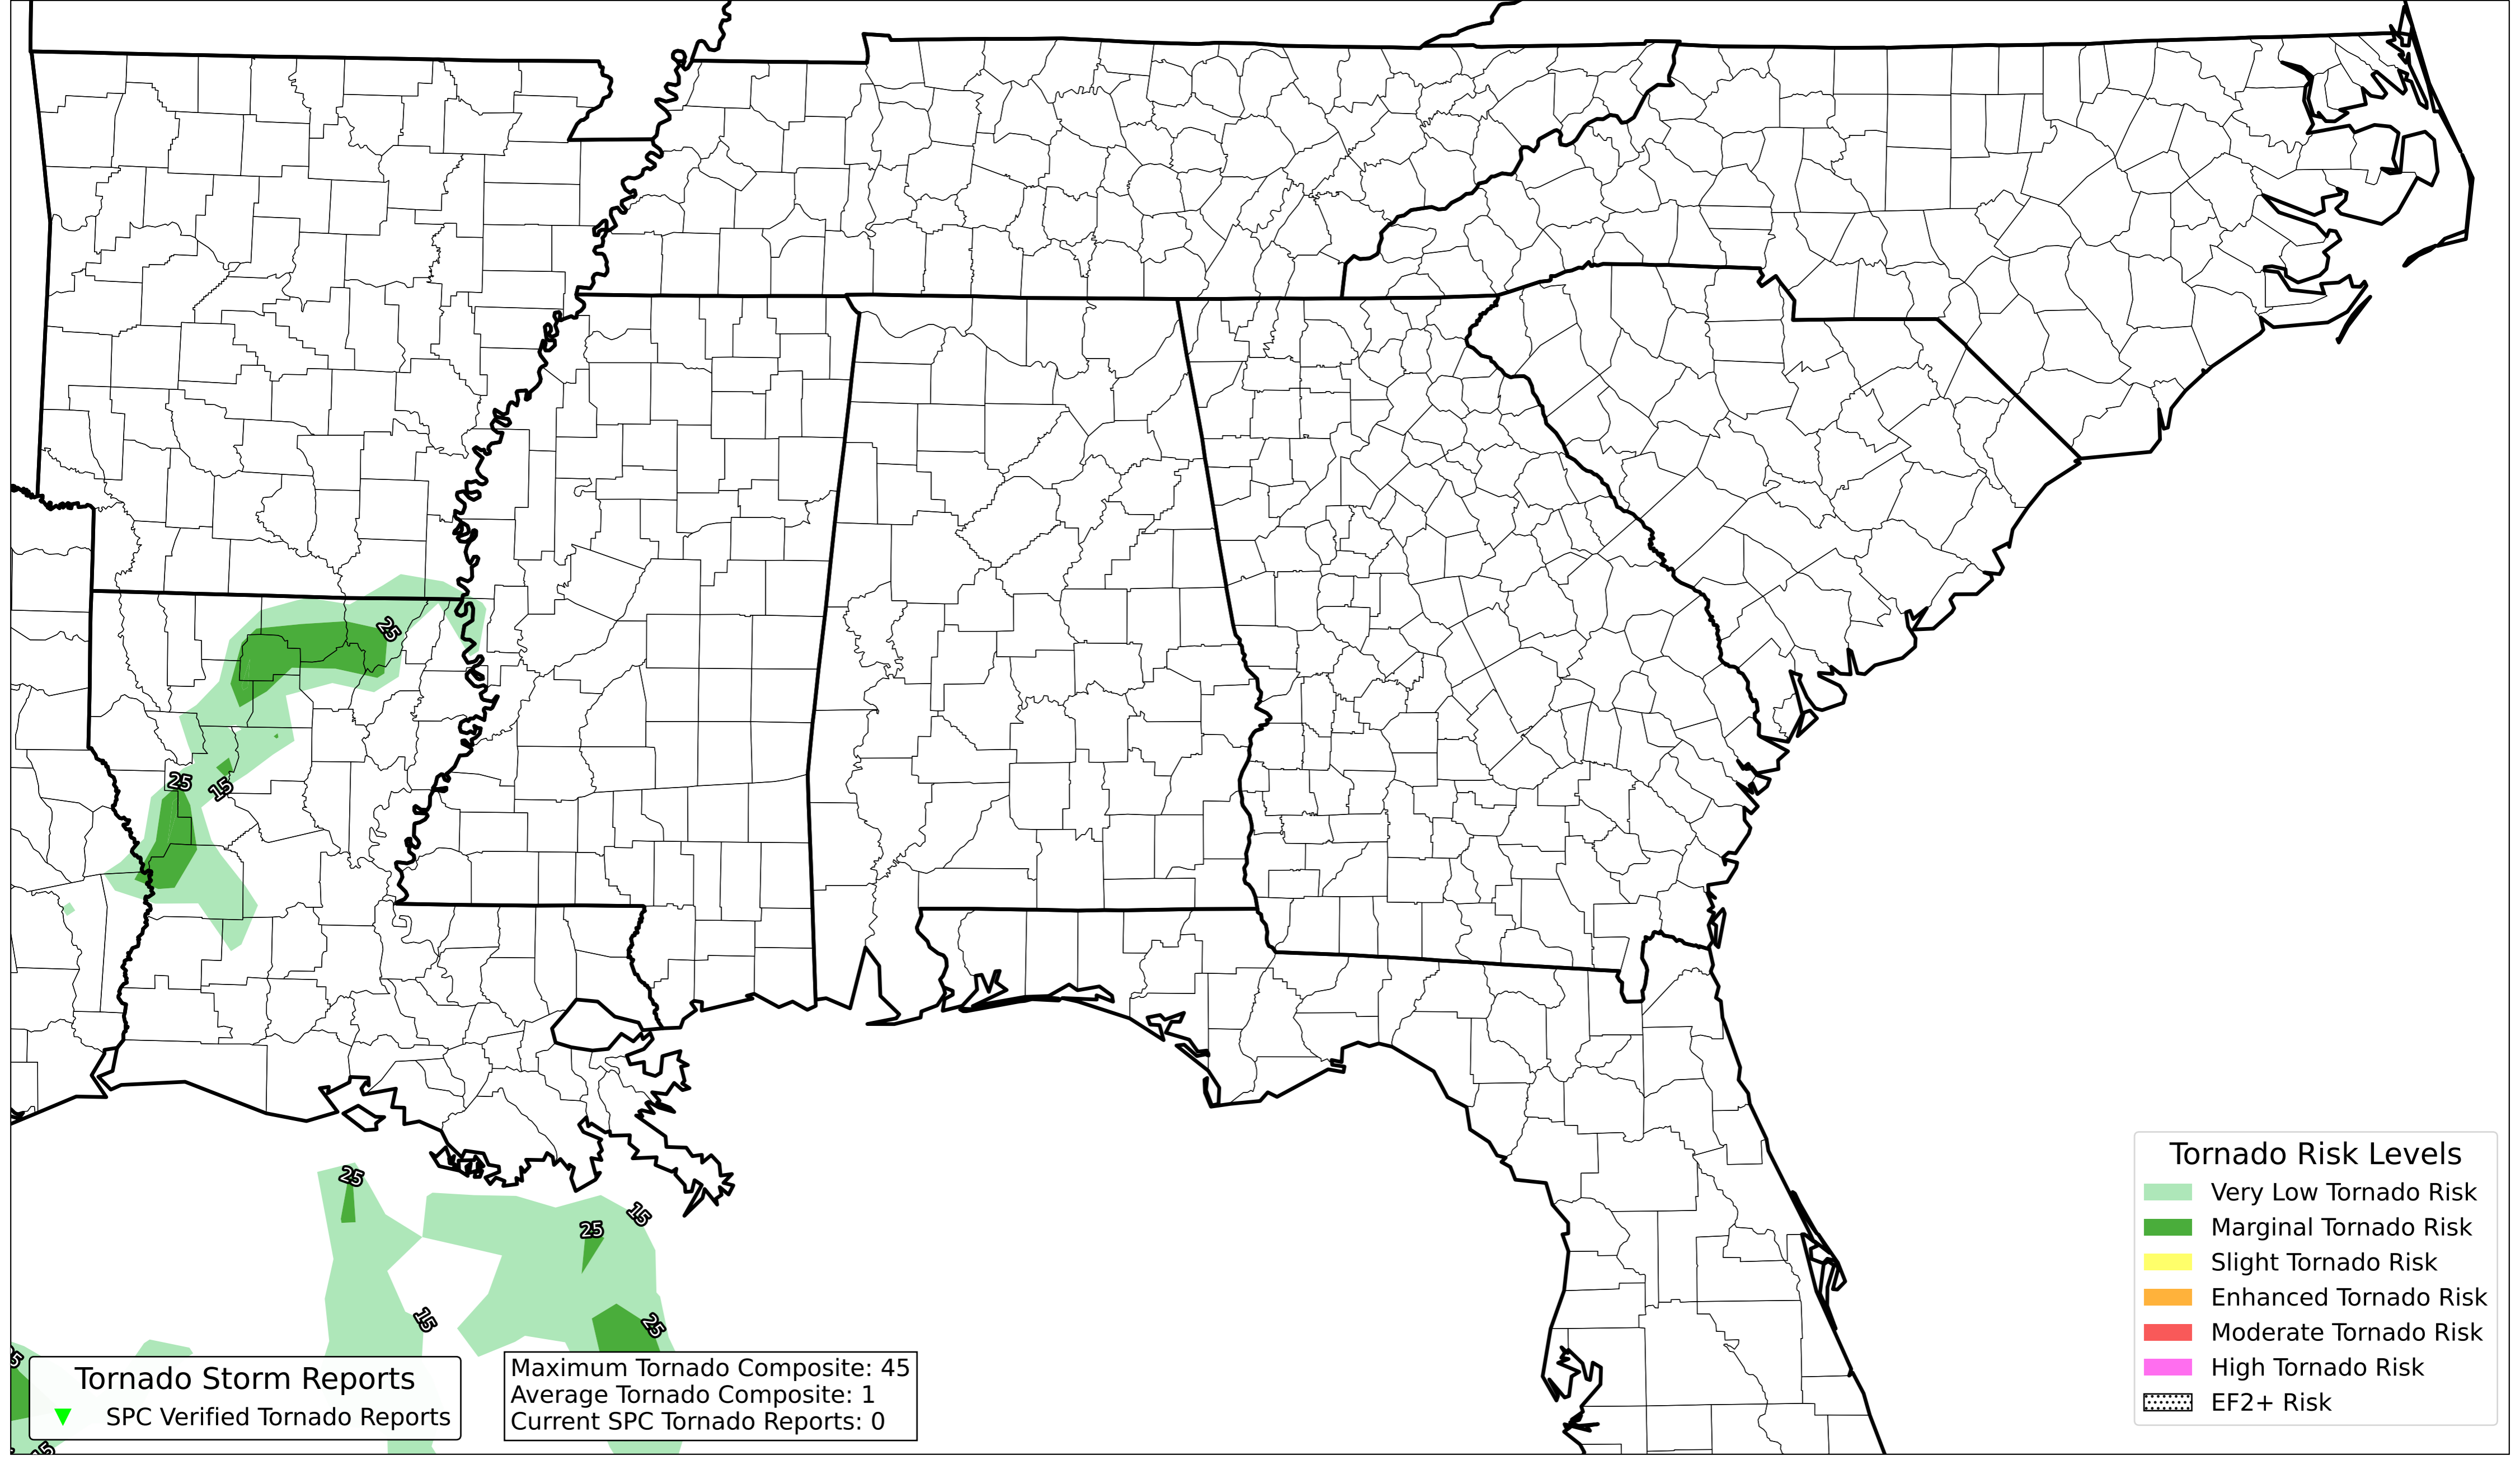 25
25
15
25
15
25
15
25
25
15
Tornado Storm Reports
SPC Verified Tornado Reports
Maximum Tornado Composite: 45
Average Tornado Composite: 1
Current SPC Tornado Reports: 0
Tornado Risk Levels
Very Low Tornado Risk
Marginal Tornado Risk
Slight Tornado Risk
Enhanced Tornado Risk
Moderate Tornado Risk
High Tornado Risk
EF2+ Risk